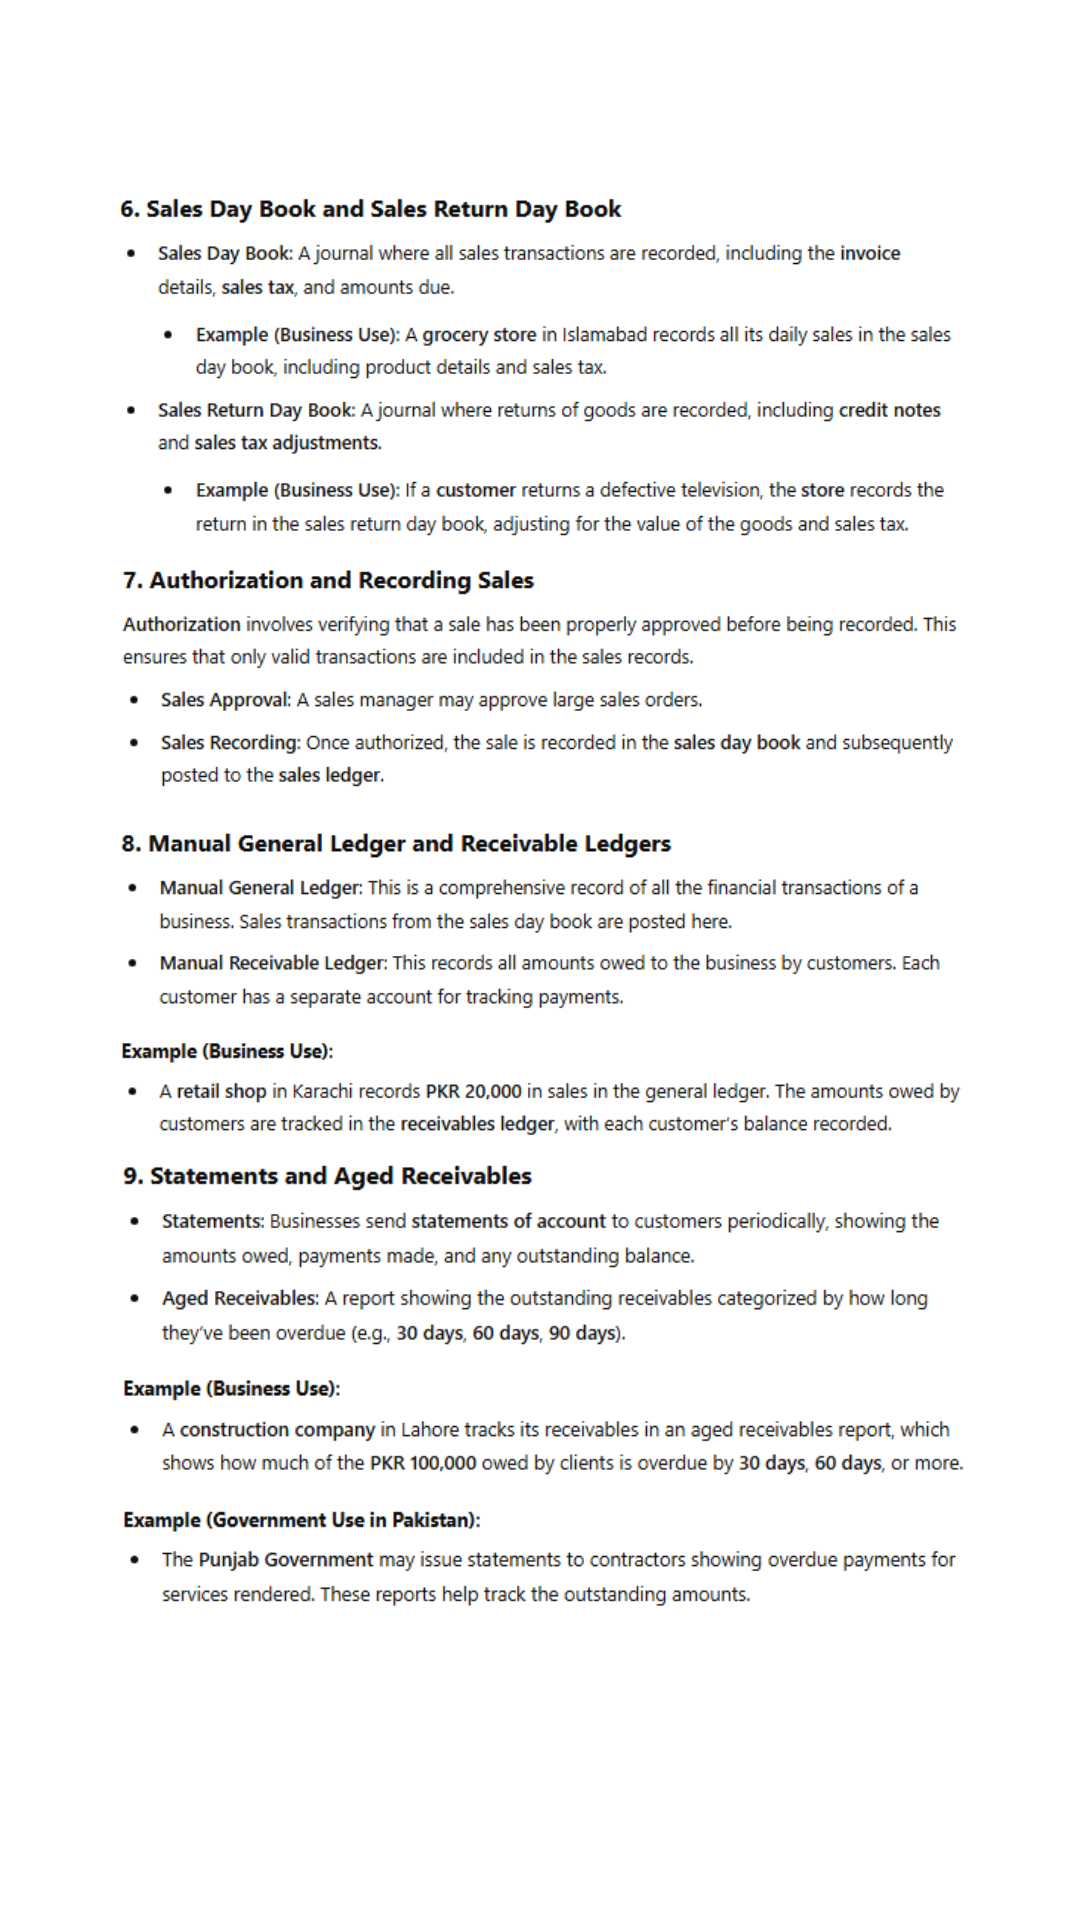 6. Sales Day Book and Sales Return Day Book
• Sales Day Book: A journal where all sales transactions are recorded, including the invoice
details, sales tax, and amounts due.
• Example (Business Use): A grocery store in Islamabad records all its daily sales in the sales
day book, including product details and sales tax.
• Sales Return Day Book: A journal where returns of goods are recorded, including credit notes
and sales tax adjustments.
• Example (Business Use): If a customer returns a defective television, the store records the
return in the sales return day book, adjusting for the value of the goods and sales tax.
7. Authorization and Recording Sales
Authorization involves verifying that a sale has been properly approved before being recorded. This
ensures that only valid transactions are included in the sales records.
• Sales Approval: A sales manager may approve large sales orders.
• Sales Recording: Once authorized, the sale is recorded in the sales day book and subsequently
posted to the sales ledger.
8. Manual General Ledger and Receivable Ledgers
• Manual General Ledger: This is a comprehensive record of all the financial transactions of a
business. Sales transactions from the sales day book are posted here.
• Manual Receivable Ledger: This records all amounts owed to the business by customers. Each
customer has a separate account for tracking payments.
Example (Business Use):
• A retail shop in Karachi records PKR 20,000 in sales in the general ledger. The amounts owed by
customers are tracked in the receivables ledger, with each customer's balance recorded.
9. Statements and Aged Receivables
• Statements: Businesses send statements of account to customers periodically, showing the
amounts owed, payments made, and any outstanding balance.
• Aged Receivables: A report showing the outstanding receivables categorized by how long
they've been overdue (e.g., 30 days, 60 days, 90 days).
Example (Business Use):
• A construction company in Lahore tracks its receivables in an aged receivables report, which
shows how much of the PKR 100,000 owed by clients is overdue by 30 days, 60 days, or more.
Example (Government Use in Pakistan):
• The Punjab Government may issue statements to contractors showing overdue payments for
services rendered. These reports help track the outstanding amounts.